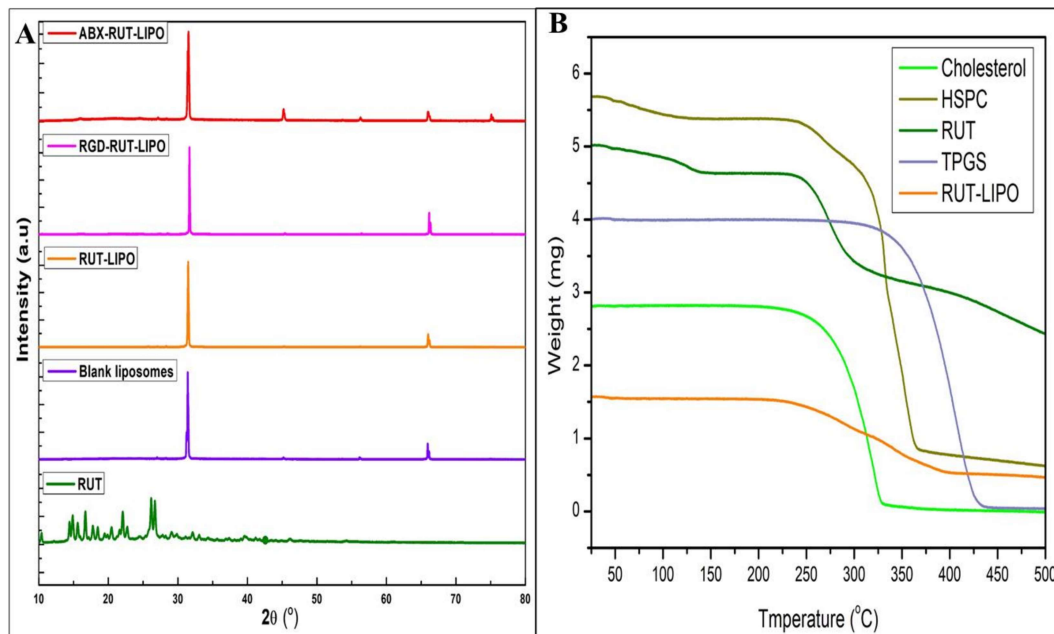 A
ABX-RUT-LIPO
RGD-RUT-LIPO
RUT-LIPO
Blank liposomes
RUT
Intensity (a.u)
10 20 30 40 50 60 70 80
2θ (°)
B
Cholesterol
HSPC
RUT
TPGS
RUT-LIPO
6
5
4
3
2
1
0
Weight (mg)
50 100 150 200 250 300 350 400 450 500
Tmperature (°C)